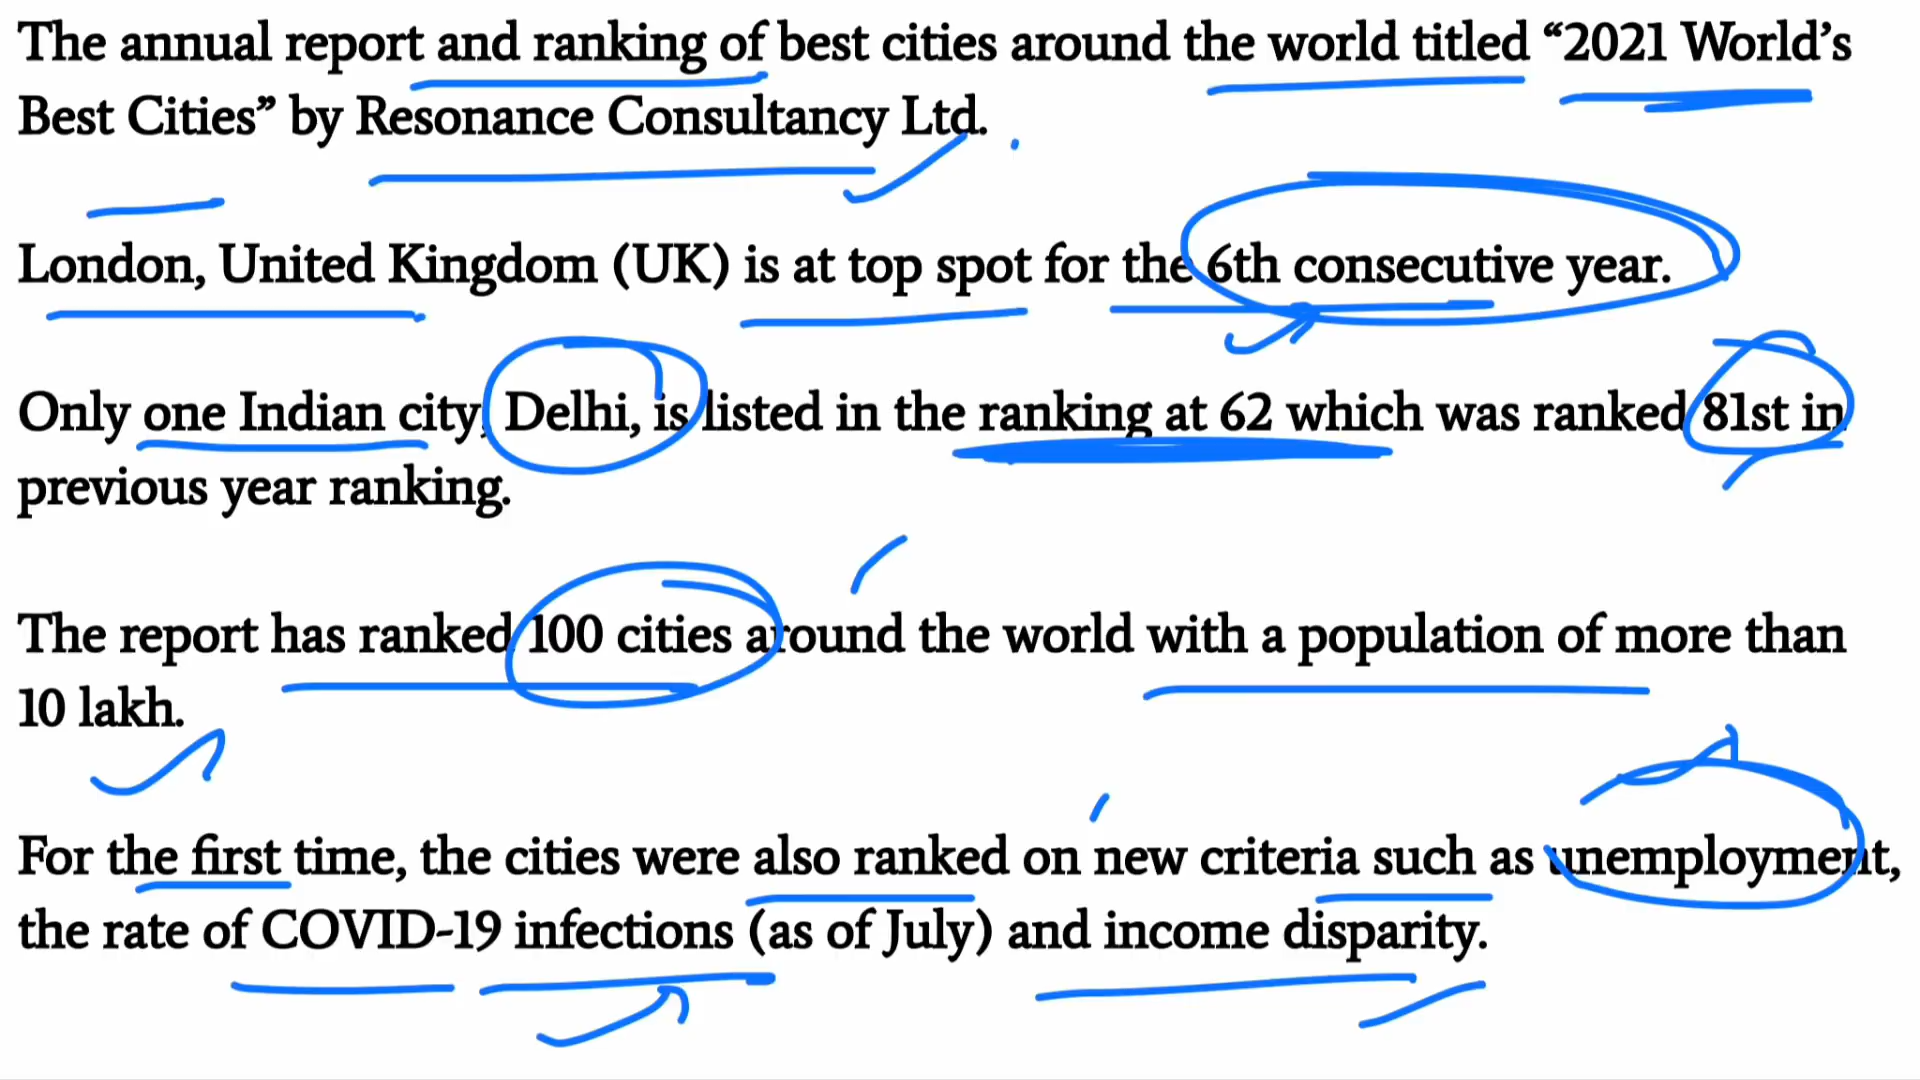 The annual report and ranking of best cities around the world titled “2021 World’s
Best Cities” by Resonance Consultancy Ltd.
London, United Kingdom (UK) is at top spot for the 6th consecutive year.
Only one Indian city, Delhi, is listed in the ranking at 62 which was ranked 81st in
previous year ranking.
The report has ranked 100 cities around the world with a population of more than
10 lakh.
For the first time, the cities were also ranked on new criteria such as unemployment,
the rate of COVID-19 infections (as of July) and income disparity.